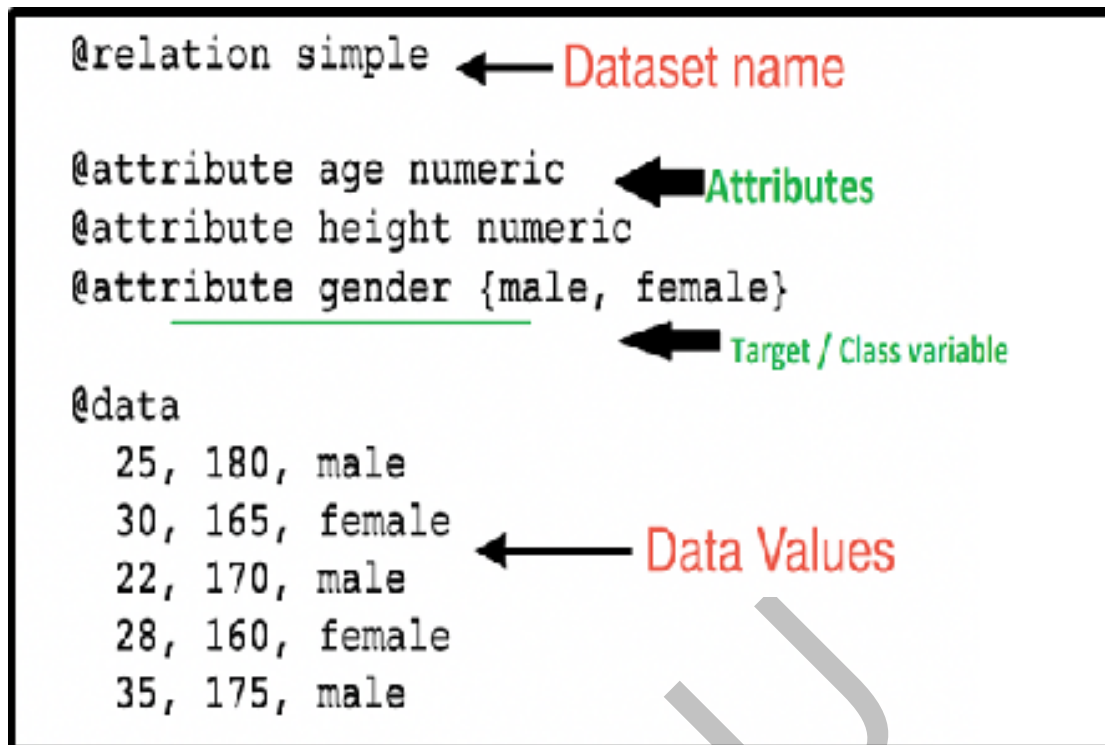 @relation simple Dataset name
@attribute age numeric Attributes
@attribute height numeric
@attribute gender {male, female}
Target / Class variable
@data
25, 180, male
30, 165, female
22, 170, male Data Values
28, 160, female
35, 175, male
U